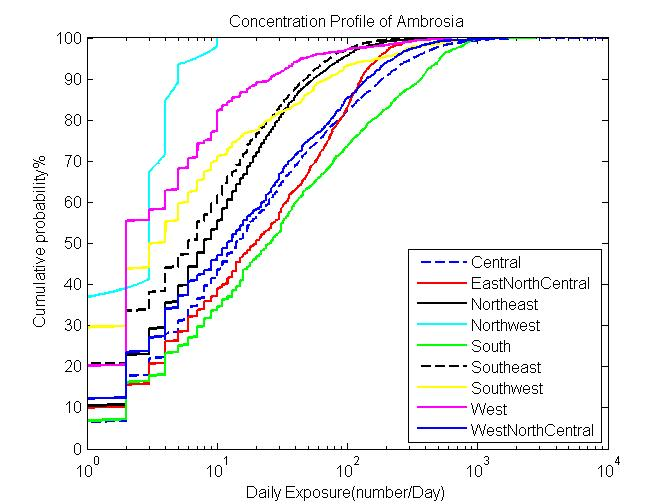 Concentration Profile of Ambrosia
Cumulative probability%
100
90
80
70
60
50
40
30
20
10
0
10^0 10^1 10^2 10^3 10^4
Daily Exposure(number/Day)
Central
EastNorthCentral
Northeast
Northwest
South
Southeast
Southwest
West
WestNorthCentral